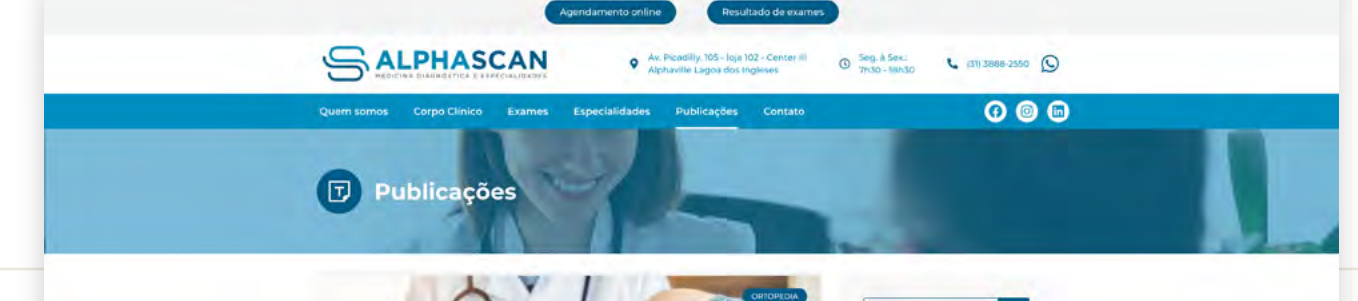 Agendamento online
Resultado de exames
ALPHASCAN
MEDICINA DIAGNÓSTICA E ESPECIALIDADES
Av. Picadilly, 105 - loja 102 - Center III
Alphaville Lagoa dos Ingleses
Seg. à Sex.:
7h30 - 18h30
(31) 3888-2550
Quem somos
Corpo Clínico
Exames
Especialidades
Publicações
Contato
Publicações
ORTOPEDIA